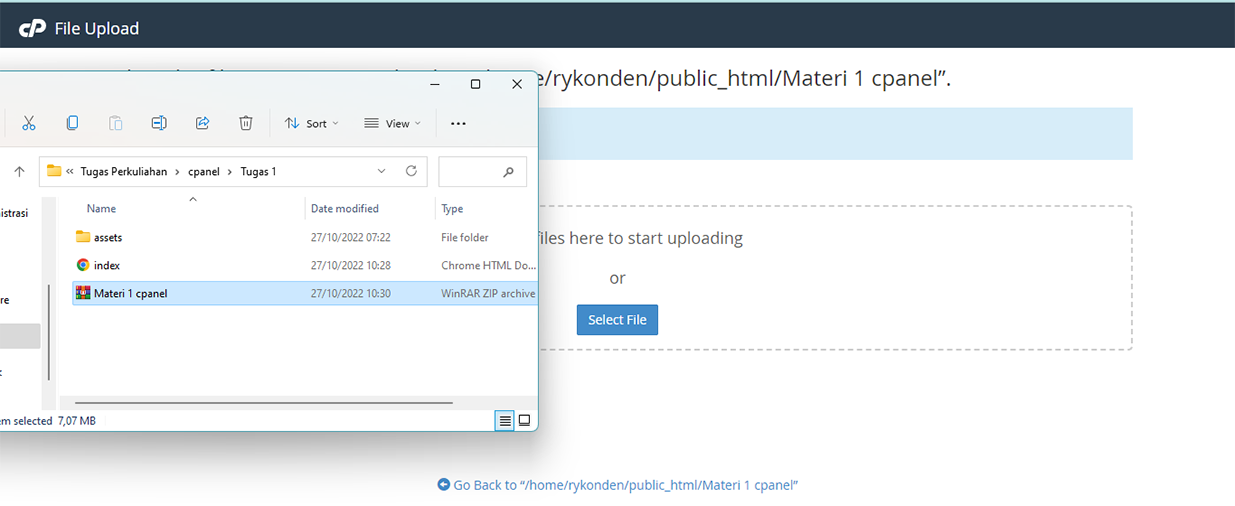 cP File Upload
e/rykonden/public_html/Materi 1 cpanel”.
Sort
View
« Tugas Perkuliahan > cpanel > Tugas 1
Name Date modified Type
istrasi
assets 27/10/2022 07:22 File folder
index 27/10/2022 10:28 Chrome HTML Do...
Materi 1 cpanel 27/10/2022 10:30 WinRAR ZIP archive
re
em selected 7,07 MB
files here to start uploading
or
Select File
Go Back to “/home/rykonden/public_html/Materi 1 cpanel”